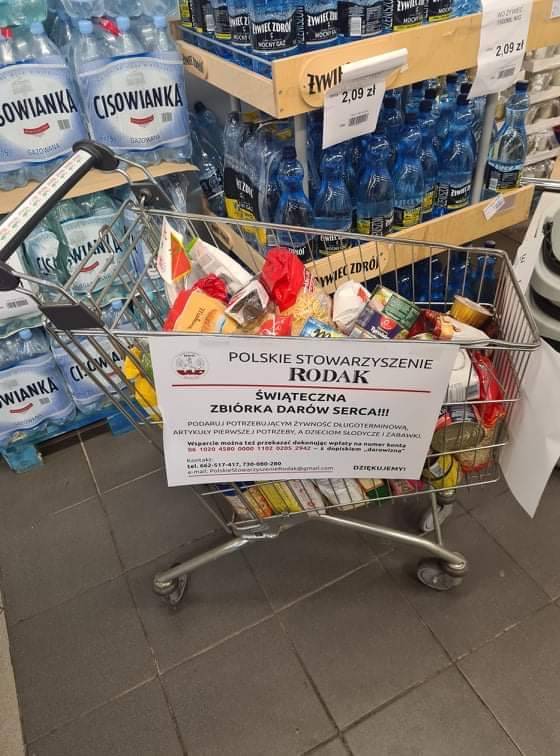 ŻYWIEC ZDRÓJ
MOCNY GAZ
2,09 zł
2,09 zł
CISOWIANKA
CISOWIANKA
GAZOWANA
GAZOWANA
ŻYWIEC ZDRÓJ
POLSKIE STOWARZYSZENIE
RODAK
ŚWIĄTECZNA
ZBIÓRKA DARÓW SERCA!!!
PODARUJ POTRZEBUJĄCYM ŻYWNOŚĆ DŁUGOTERMINOWĄ,
ARTYKUŁY PIERWSZEJ POTRZEBY, A DZIECIOM SŁODYCZE I ZABAWKI.
Wsparcie można też przekazać dokonując wpłaty na numer konta
06 1020 4580 0000 1102 0205 2942 – z dopiskiem „darowizna"
Kontakt:
tel. 662-517-417, 730-080-280
e-mail: PolskieStowarzyszenieRodak@gmail.com
DZIĘKUJEMY!